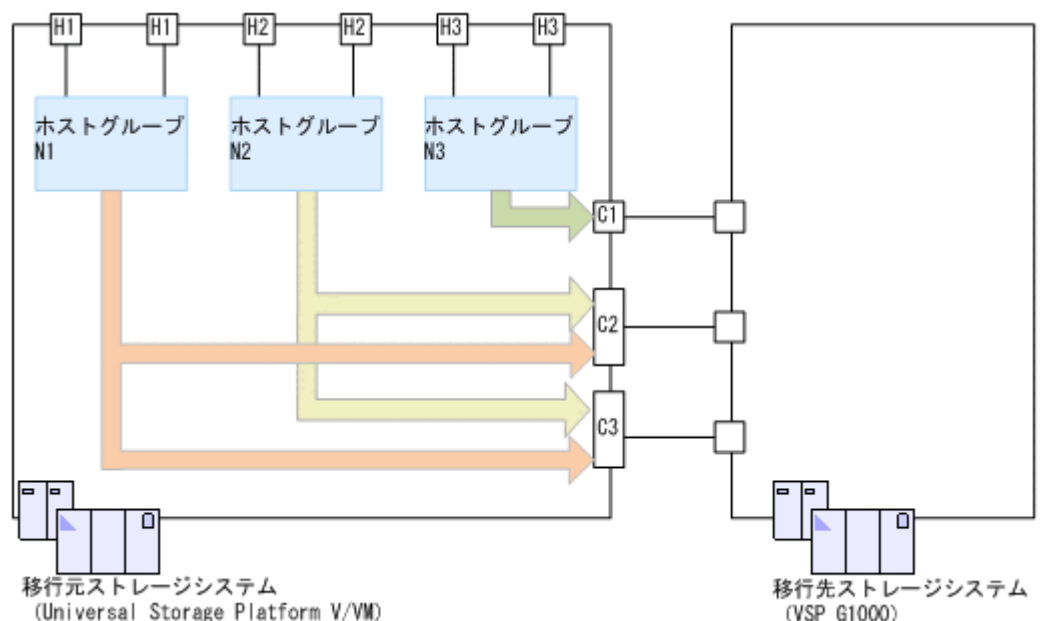 H1 H1 H2 H2 H3 H3
ホストグループ
N1
ホストグループ
N2
ホストグループ
N3
C1
C2
C3
移行元ストレージシステム
(Universal Storage Platform V/VM)
移行先ストレージシステム
(VSP G1000)